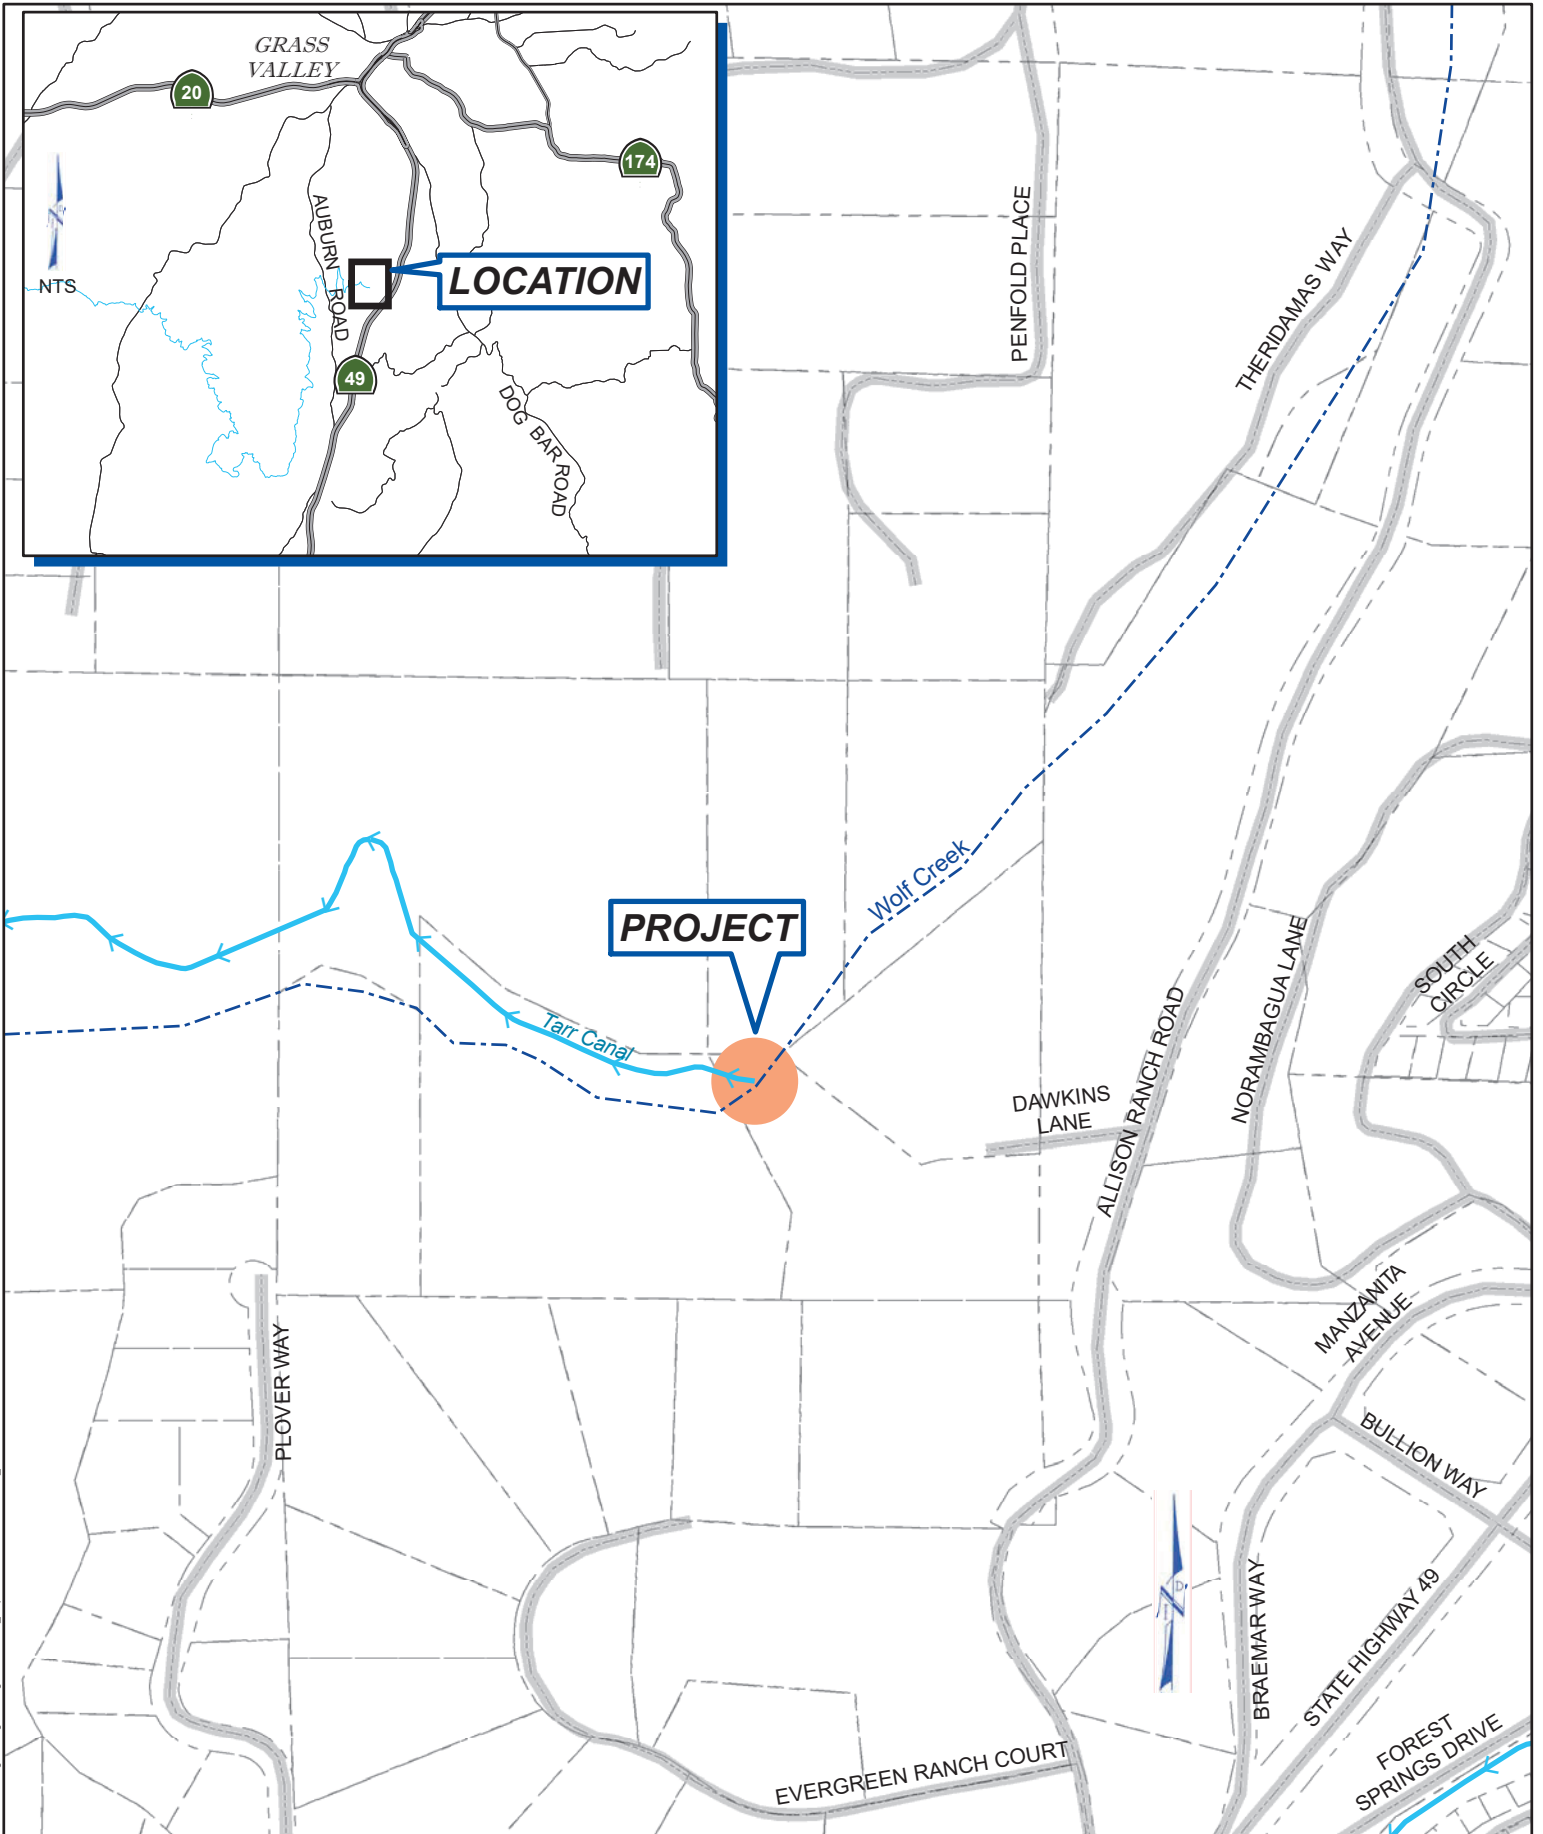 GRASS
VALLEY
20
174
NTS
AUBURN ROAD
LOCATION
49
DOG BAR ROAD
PENFOLD PLACE
THERIDAMAS WAY
Wolf Creek
PROJECT
Tarr Canal
SOUTH
CIRCLE
NORAMBAGUA LANE
ALLISON RANCH ROAD
DAWKINS
LANE
MANZANITA
AVENUE
PLOVER WAY
BULLION WAY
BRAEMAR WAY
STATE HIGHWAY 49
FOREST
SPRINGS DRIVE
EVERGREEN RANCH COURT